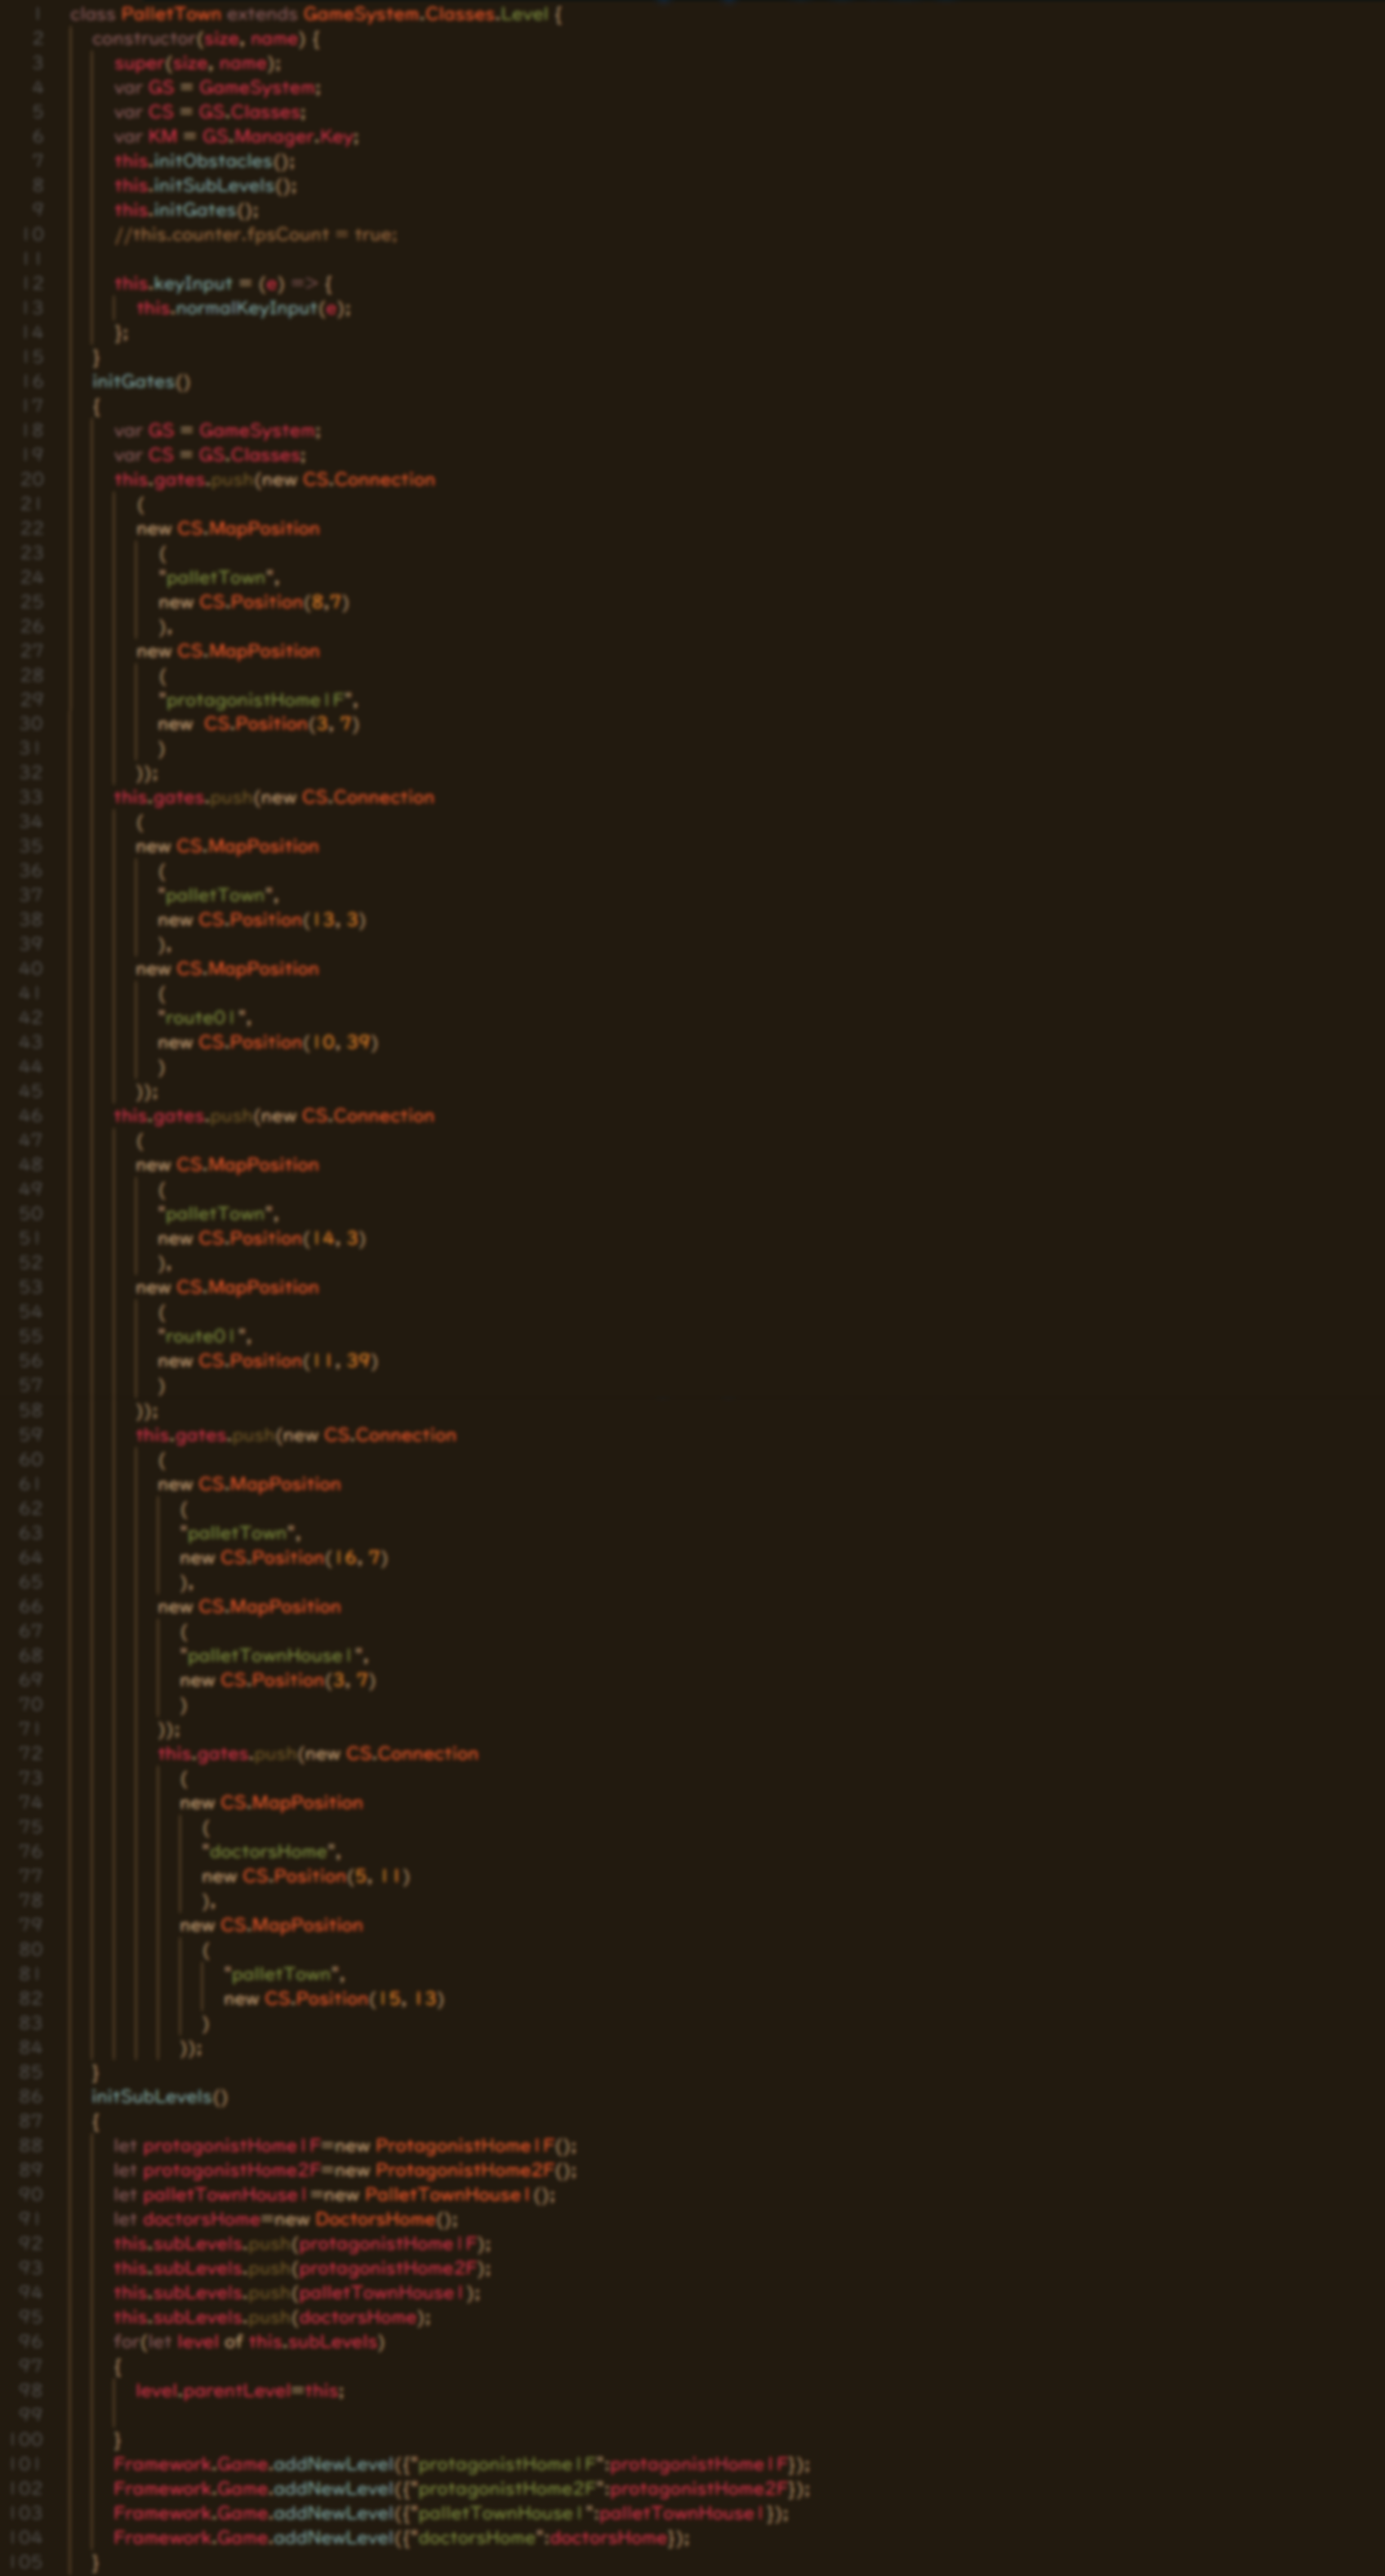 1 class PalletTown extends GameSystem.Classes.Level {
2 constructor(size, name) {
3 super(size, name);
4 var GS = GameSystem;
5 var CS = GS.Classes;
6 var KM = GS.Manager.Key;
7 this.initObstacles();
8 this.initSubLevels();
9 this.initGates();
10 //this.counter.fpsCount = true;
11
12 this.keyInput = (e) => {
13 this.normalKeyInput(e);
14 };
15 }
16 initGates()
17 {
18 var GS = GameSystem;
19 var CS = GS.Classes;
20 this.gates.push(new CS.Connection
21 (
22 new CS.MapPosition
23 (
24 "palletTown",
25 new CS.Position(8,7)
26 ),
27 new CS.MapPosition
28 (
29 "protagonistHome1F",
30 new  CS.Position(3, 7)
31 )
32 ));
33 this.gates.push(new CS.Connection
34 (
35 new CS.MapPosition
36 (
37 "palletTown",
38 new CS.Position(13, 3)
39 ),
40 new CS.MapPosition
41 (
42 "route01",
43 new CS.Position(10, 39)
44 )
45 ));
46 this.gates.push(new CS.Connection
47 (
48 new CS.MapPosition
49 (
50 "palletTown",
51 new CS.Position(14, 3)
52 ),
53 new CS.MapPosition
54 (
55 "route01",
56 new CS.Position(11, 39)
57 )
58 ));
59 this.gates.push(new CS.Connection
60 (
61 new CS.MapPosition
62 (
63 "palletTown",
64 new CS.Position(16, 7)
65 ),
66 new CS.MapPosition
67 (
68 "palletTownHouse1",
69 new CS.Position(3, 7)
70 )
71 ));
72 this.gates.push(new CS.Connection
73 (
74 new CS.MapPosition
75 (
76 "doctorsHome",
77 new CS.Position(5, 11)
78 ),
79 new CS.MapPosition
80 (
81 "palletTown",
82 new CS.Position(15, 13)
83 )
84 ));
85 }
86 initSubLevels()
87 {
88 let protagonistHome1F=new ProtagonistHome1F();
89 let protagonistHome2F=new ProtagonistHome2F();
90 let palletTownHouse1=new PalletTownHouse1();
91 let doctorsHome=new DoctorsHome();
92 this.subLevels.push(protagonistHome1F);
93 this.subLevels.push(protagonistHome2F);
94 this.subLevels.push(palletTownHouse1);
95 this.subLevels.push(doctorsHome);
96 for(let level of this.subLevels)
97 {
98 level.parentLevel=this;
99
100 }
101 Framework.Game.addNewLevel({"protagonistHome1F":protagonistHome1F});
102 Framework.Game.addNewLevel({"protagonistHome2F":protagonistHome2F});
103 Framework.Game.addNewLevel({"palletTownHouse1":palletTownHouse1});
104 Framework.Game.addNewLevel({"doctorsHome":doctorsHome});
105 }